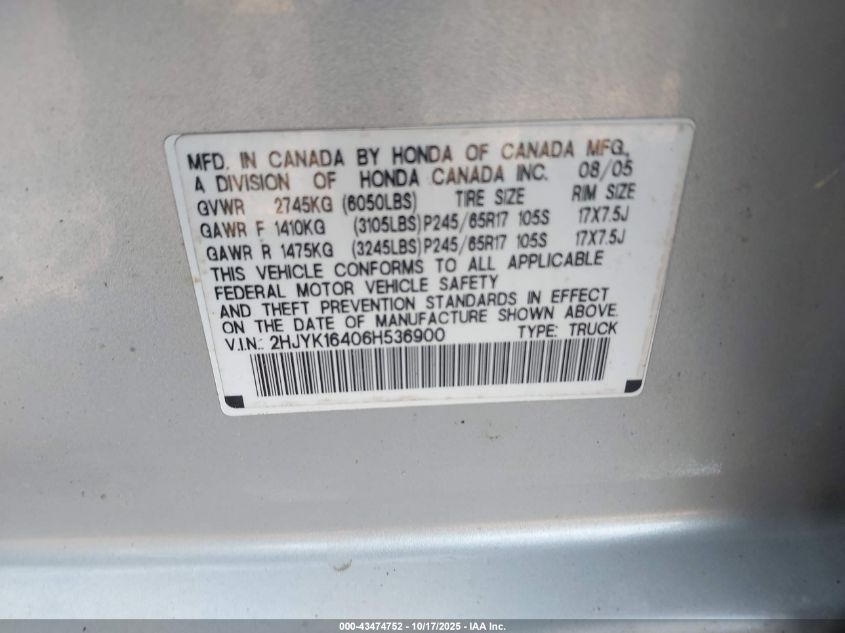 MFD. IN CANADA BY HONDA OF CANADA MFG.,
A DIVISION OF HONDA CANADA INC. 08/05
GVWR 2745KG (6050LBS) TIRE SIZE RIM SIZE
GAWR F 1410KG (3105LBS) P245/65R17 105S 17X7.5J
GAWR R 1475KG (3245LBS) P245/65R17 105S 17X7.5J
THIS VEHICLE CONFORMS TO ALL APPLICABLE
FEDERAL MOTOR VEHICLE SAFETY
AND THEFT PREVENTION STANDARDS IN EFFECT
ON THE DATE OF MANUFACTURE SHOWN ABOVE.
V.I.N.: 2HJYK16406H536900 TYPE: TRUCK
000-43474752 - 10/17/2025 - IAA Inc.